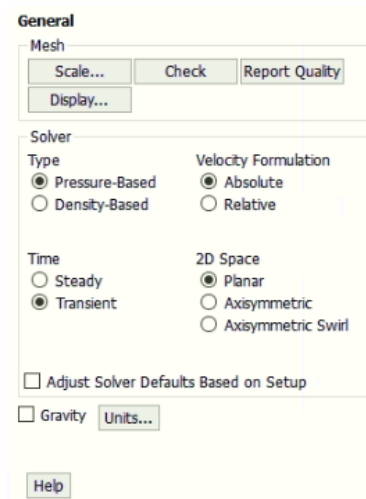 General
Mesh
Scale... Check Report Quality
Display...
Solver
Type Velocity Formulation
Pressure-Based Absolute
Density-Based Relative
Time 2D Space
Steady Planar
Transient Axisymmetric
Axisymmetric Swirl
Adjust Solver Defaults Based on Setup
Gravity Units...
Help